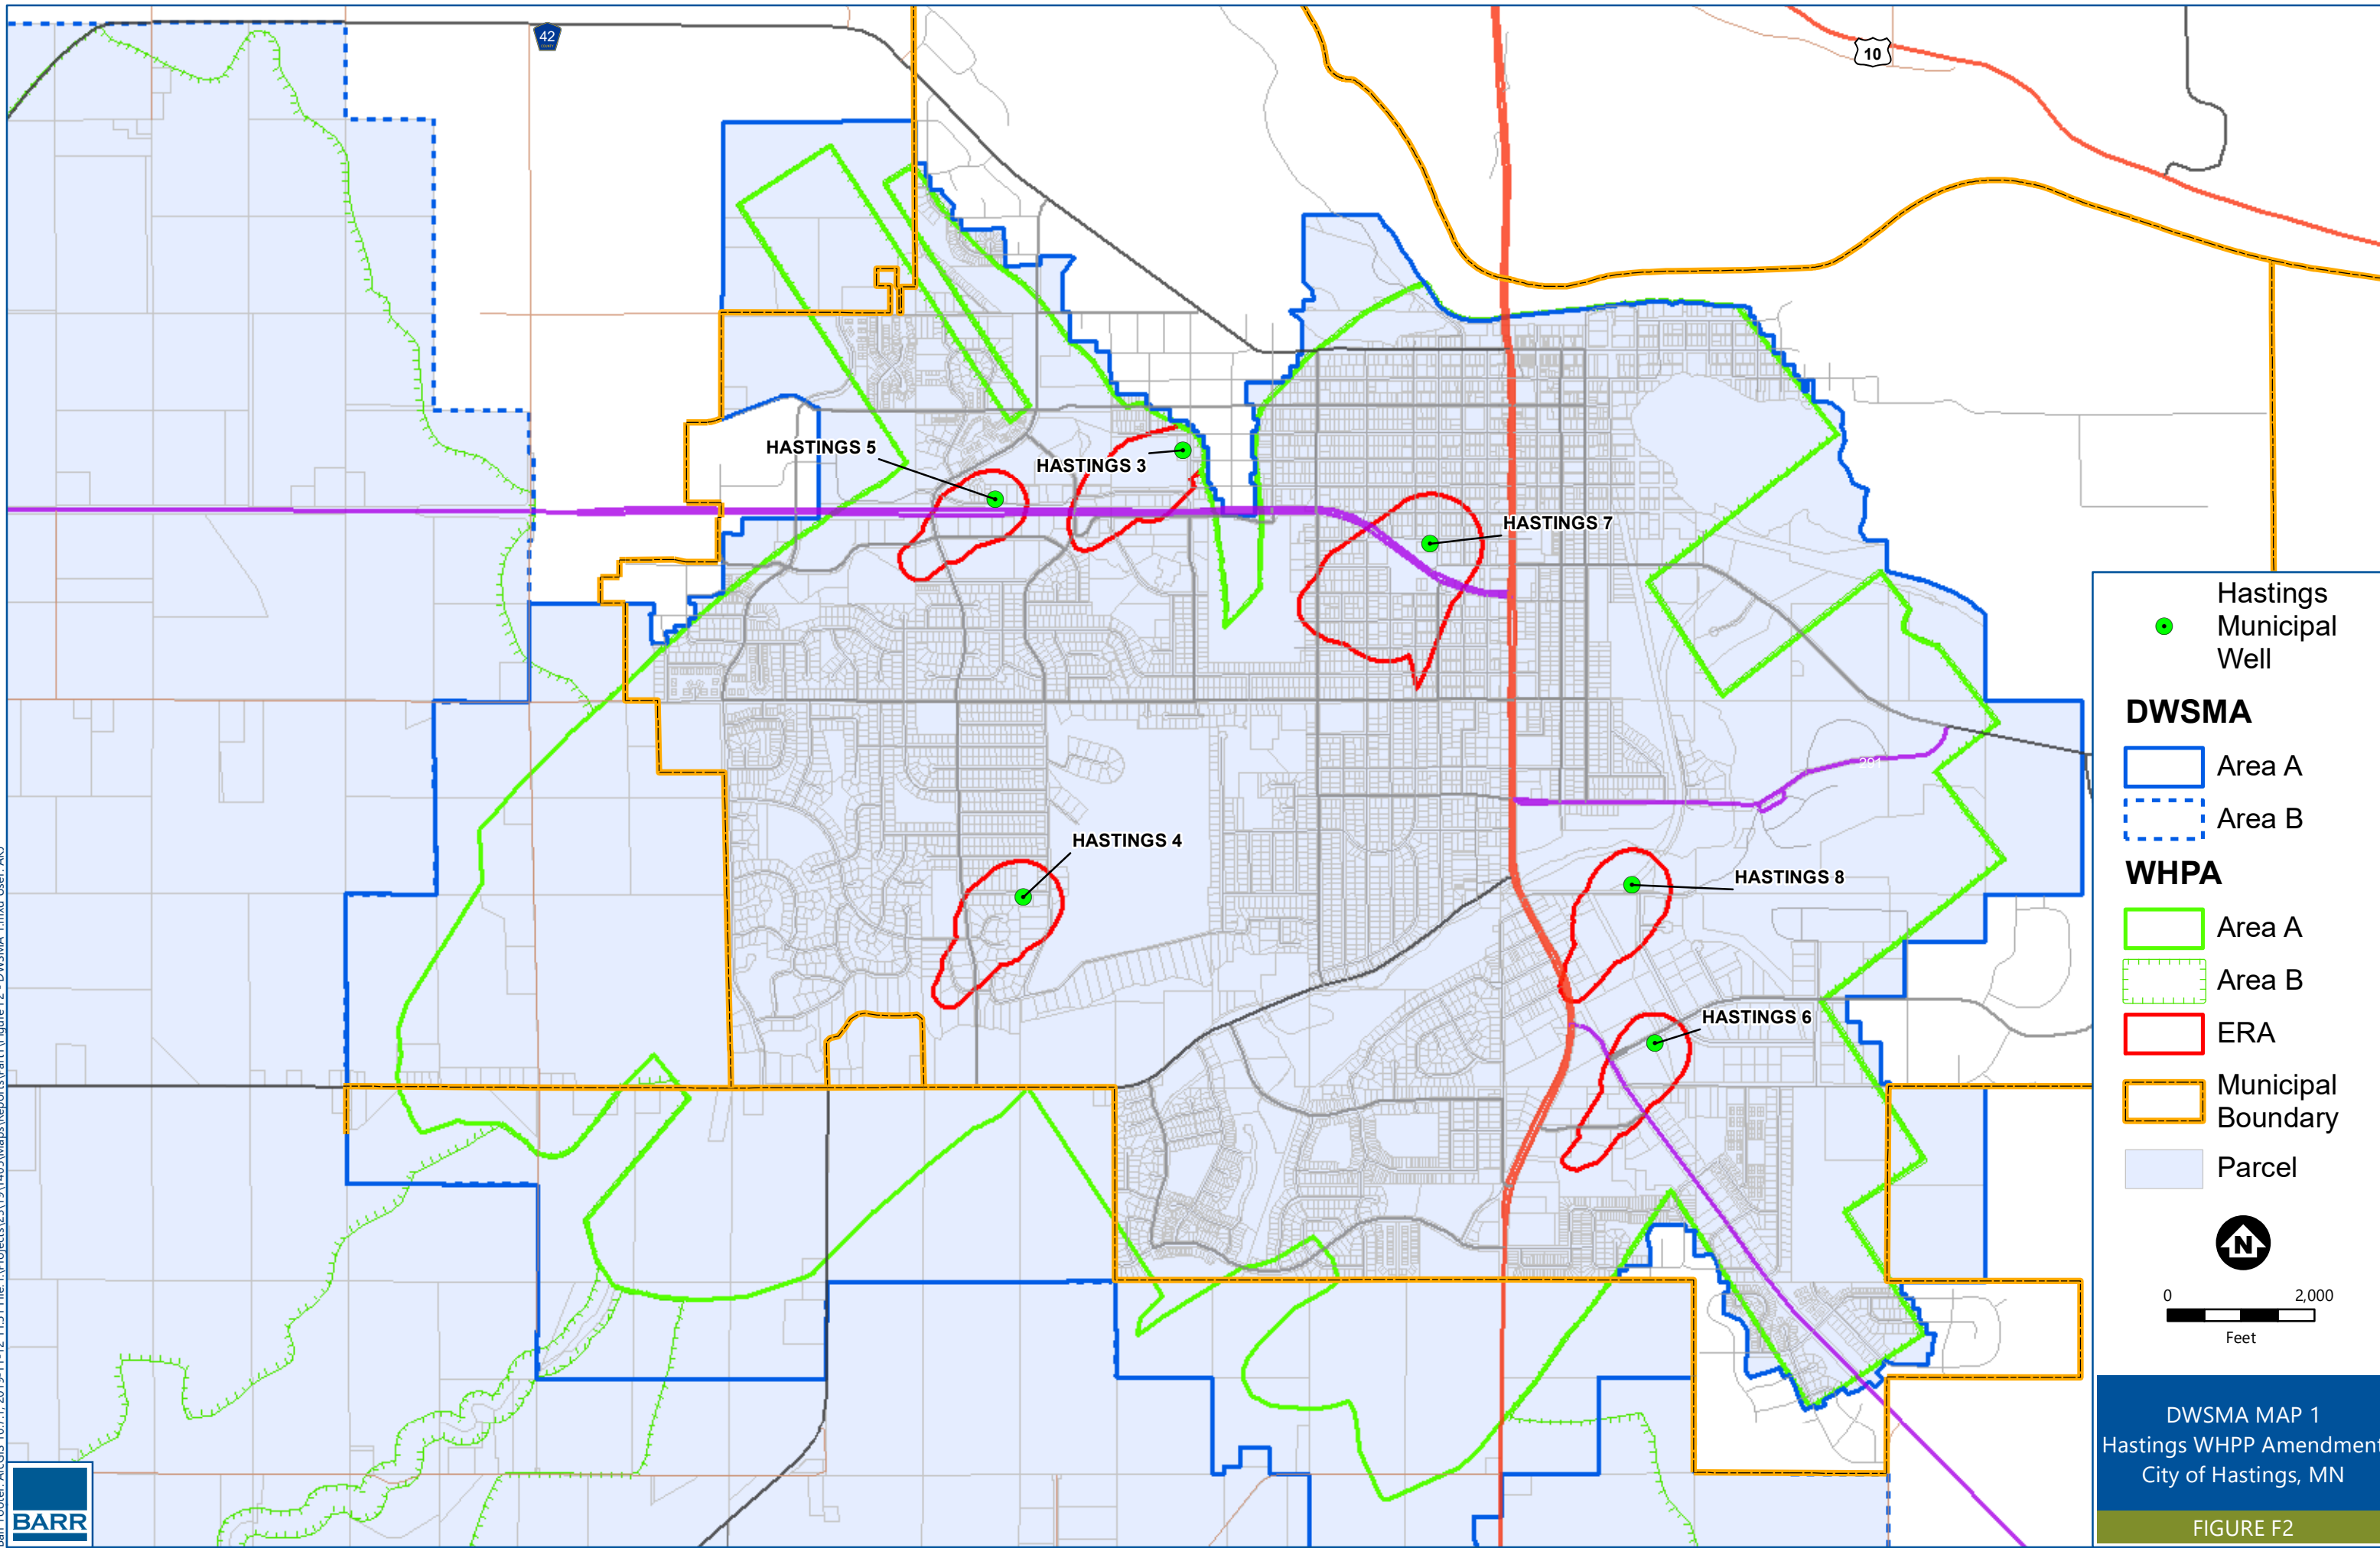 42
COUNTY
10
HASTINGS 5
HASTINGS 3
HASTINGS 7
HASTINGS 4
HASTINGS 8
HASTINGS 6
Hastings
Municipal
Well
DWSMA
Area A
Area B
WHPA
Area A
Area B
ERA
Municipal
Boundary
Parcel
N
0 2,000
Feet
DWSMA MAP 1
Hastings WHPP Amendment
City of Hastings, MN
FIGURE F2
BARR